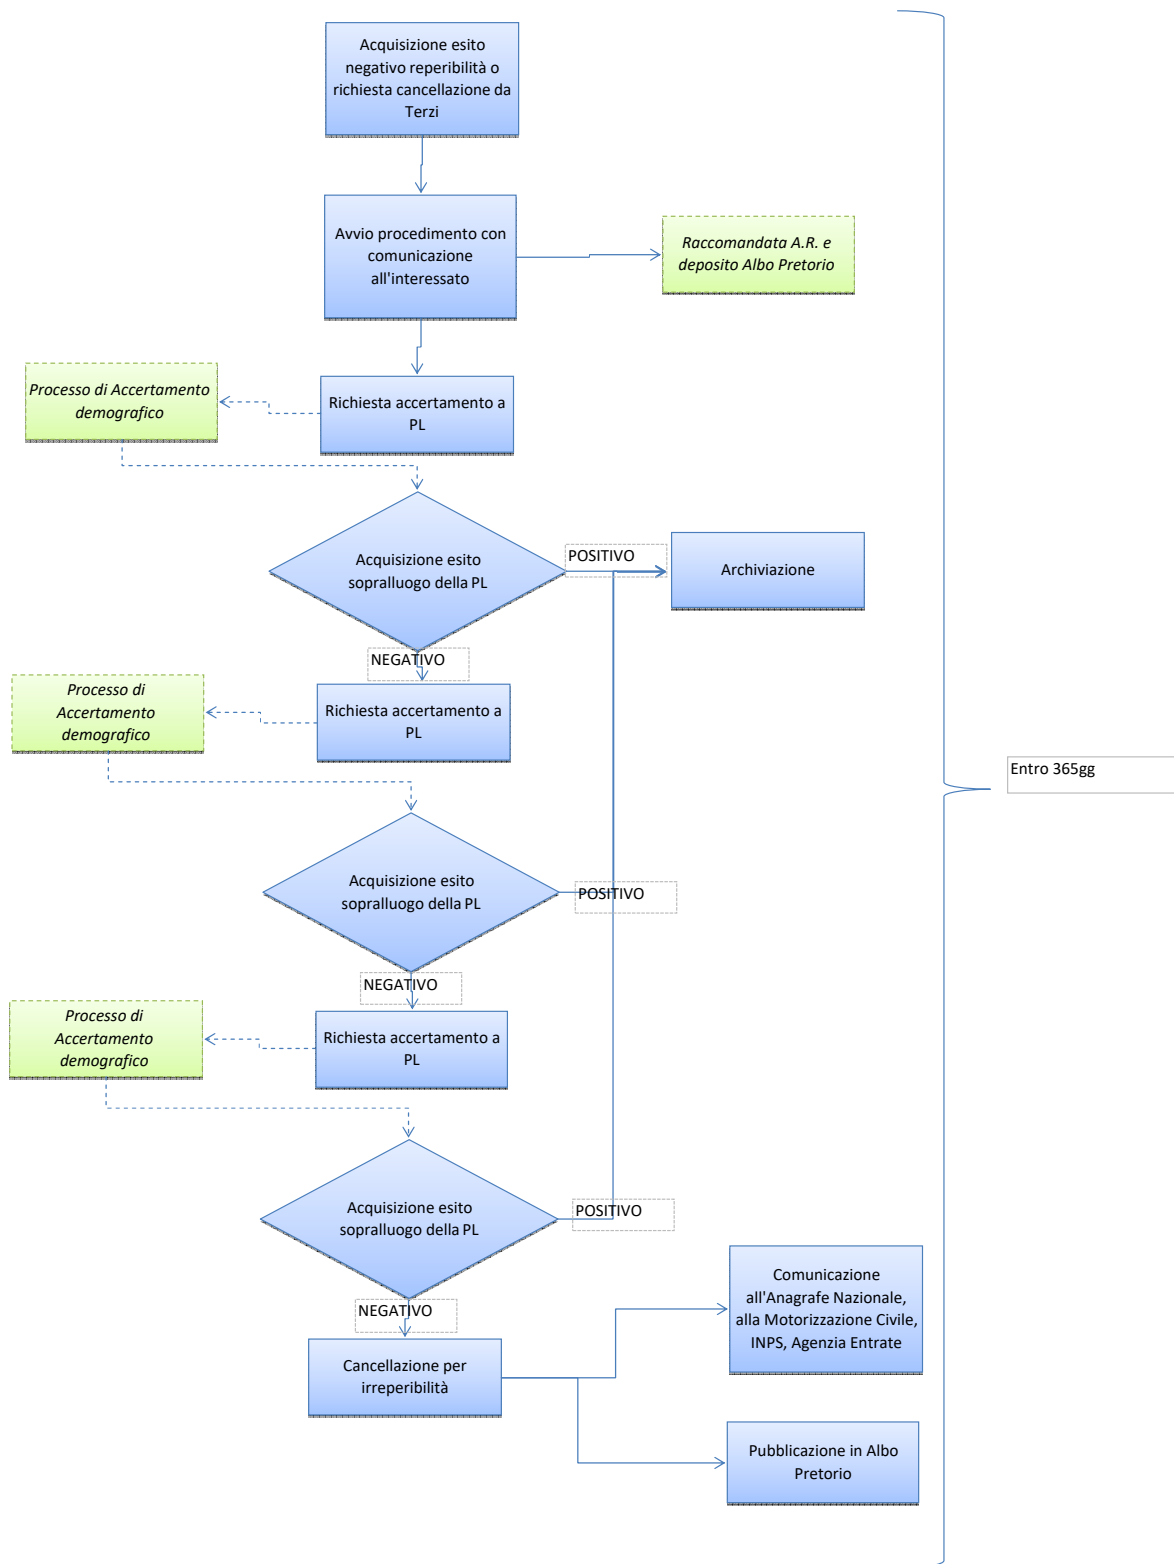 Acquisizione esito
negativo reperibilità o
richiesta cancellazione da
Terzi
Avvio procedimento con
comunicazione
all'interessato
Raccomandata A.R. e
deposito Albo Pretorio
Processo di Accertamento
demografico
Richiesta accertamento a
PL
Acquisizione esito
sopralluogo della PL
POSITIVO
Archiviazione
NEGATIVO
Processo di
Accertamento
demografico
Richiesta accertamento a
PL
Entro 365gg
Acquisizione esito
sopralluogo della PL
POSITIVO
NEGATIVO
Processo di
Accertamento
demografico
Richiesta accertamento a
PL
Acquisizione esito
sopralluogo della PL
POSITIVO
NEGATIVO
Comunicazione
all'Anagrafe Nazionale,
alla Motorizzazione Civile,
INPS, Agenzia Entrate
Cancellazione per
irreperibilità
Pubblicazione in Albo
Pretorio